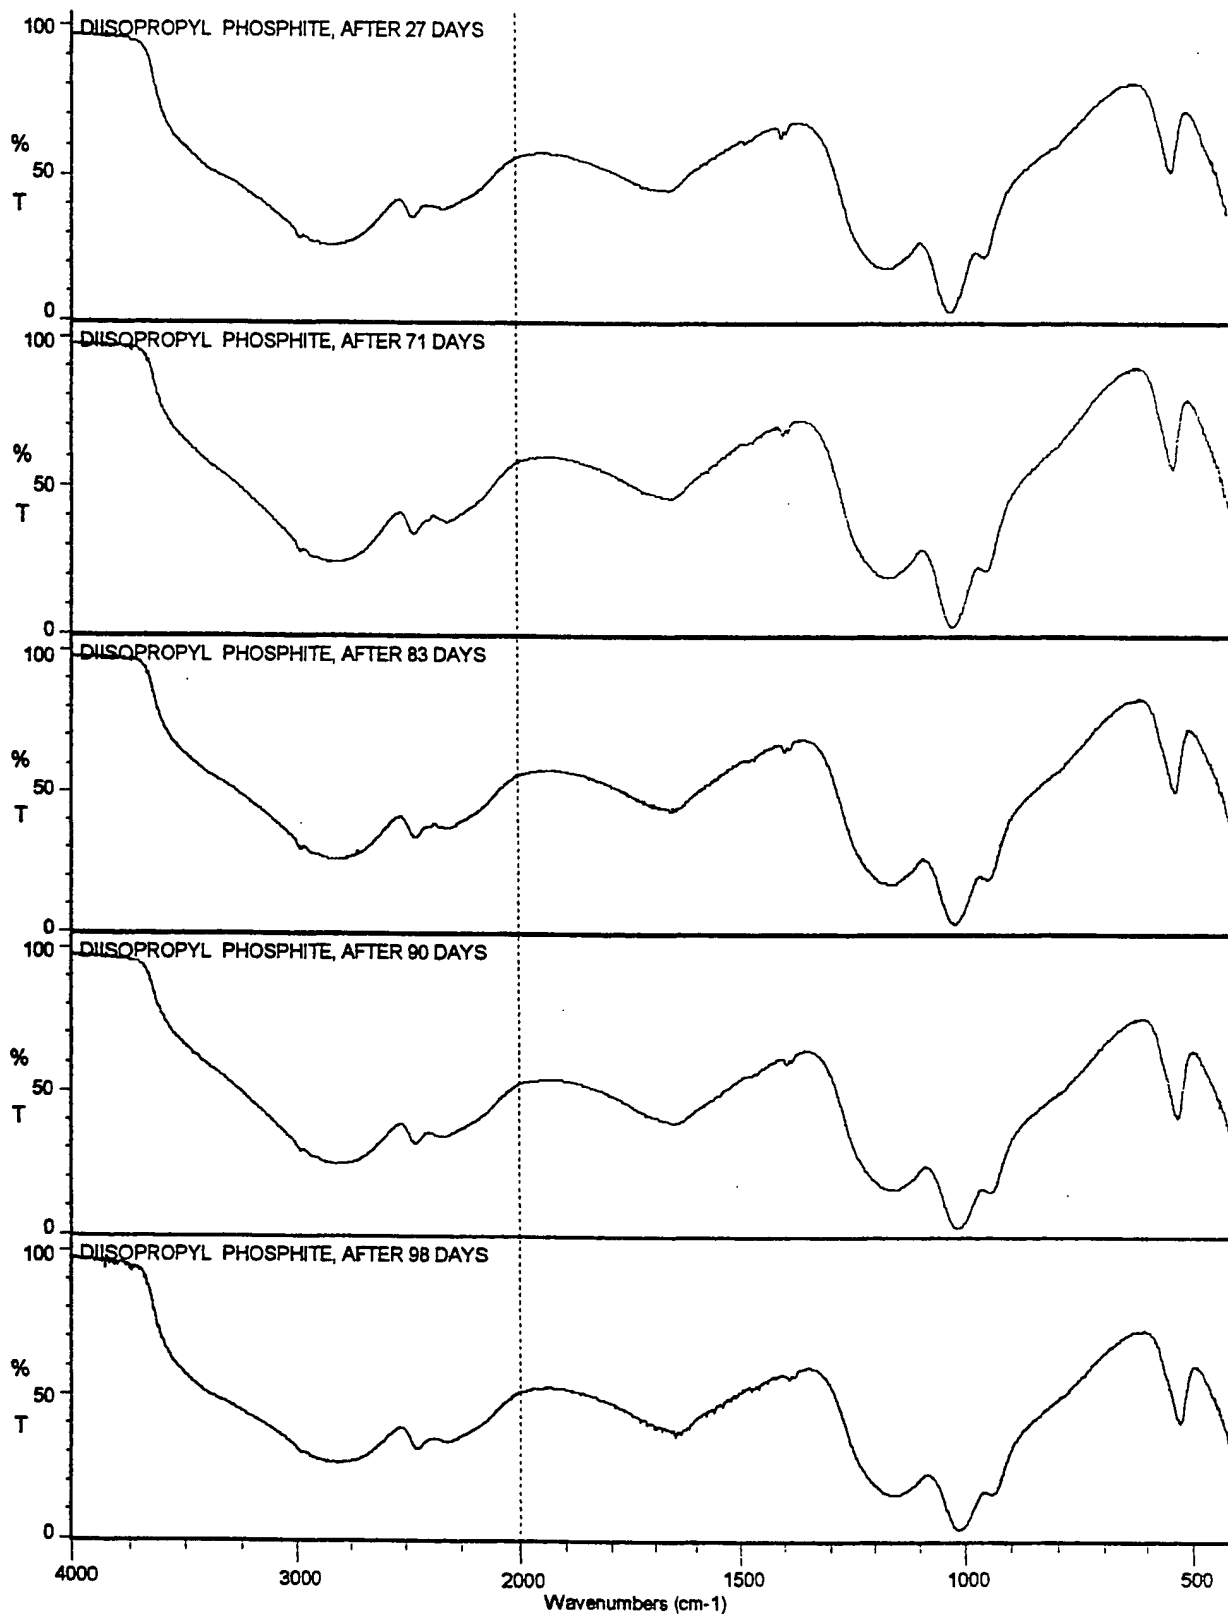 100
DIISOPROPYL PHOSPHITE, AFTER 27 DAYS
%
50
T
0
100
DIISOPROPYL PHOSPHITE, AFTER 71 DAYS
%
50
T
0
100
DIISOPROPYL PHOSPHITE, AFTER 83 DAYS
%
50
T
0
100
DIISOPROPYL PHOSPHITE, AFTER 90 DAYS
%
50
T
0
100
DIISOPROPYL PHOSPHITE, AFTER 98 DAYS
%
50
T
0
4000 3000 2000 1500 1000 500
Wavenumbers (cm-1)